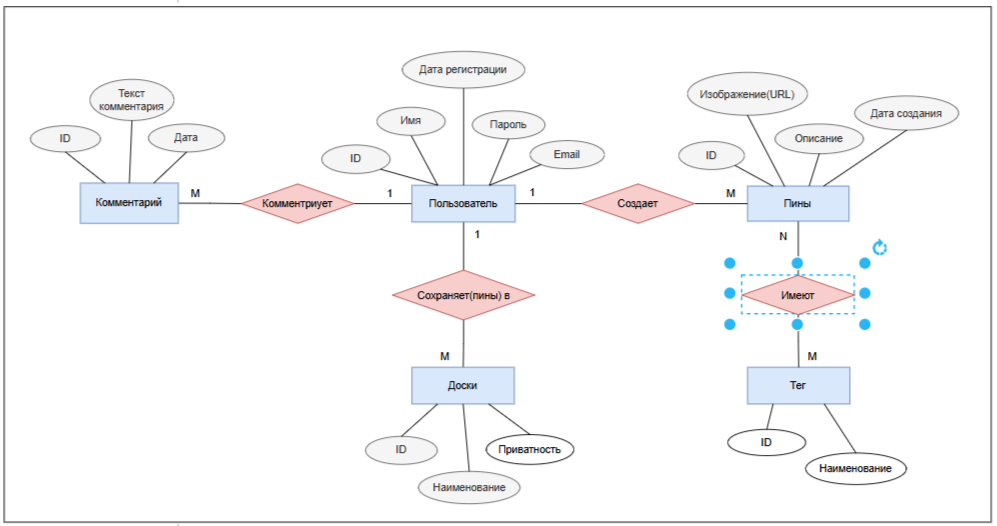 Дата регистрации
Текст
комментария
Изображение(URL)
Дата создания
Имя
Пароль
ID
Дата
Описание
ID
Email
ID
Комментарий
M
Комментриует
1
Пользователь
1
Создает
M
Пины
1
N
Сохраняет(пины) в
Имеют
M
M
Доски
Тег
ID
Приватность
ID
Наименование
Наименование